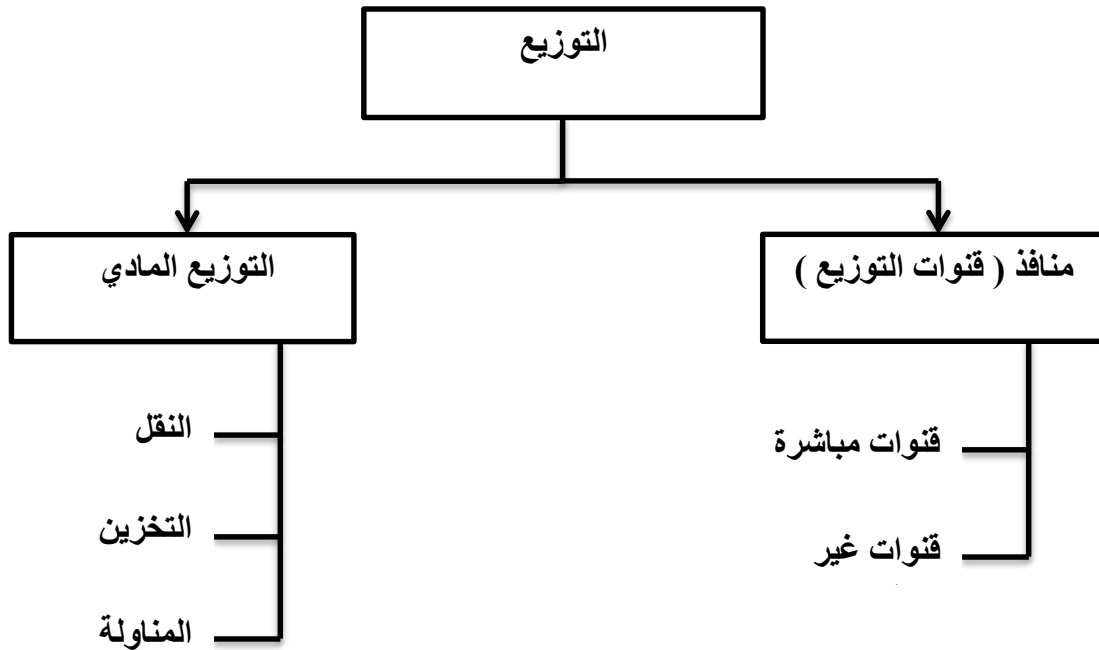 التوزيع
منافذ ( قنوات التوزيع )
قنوات مباشرة
قنوات غير
التوزيع المادي
النقل
التخزين
المناولة